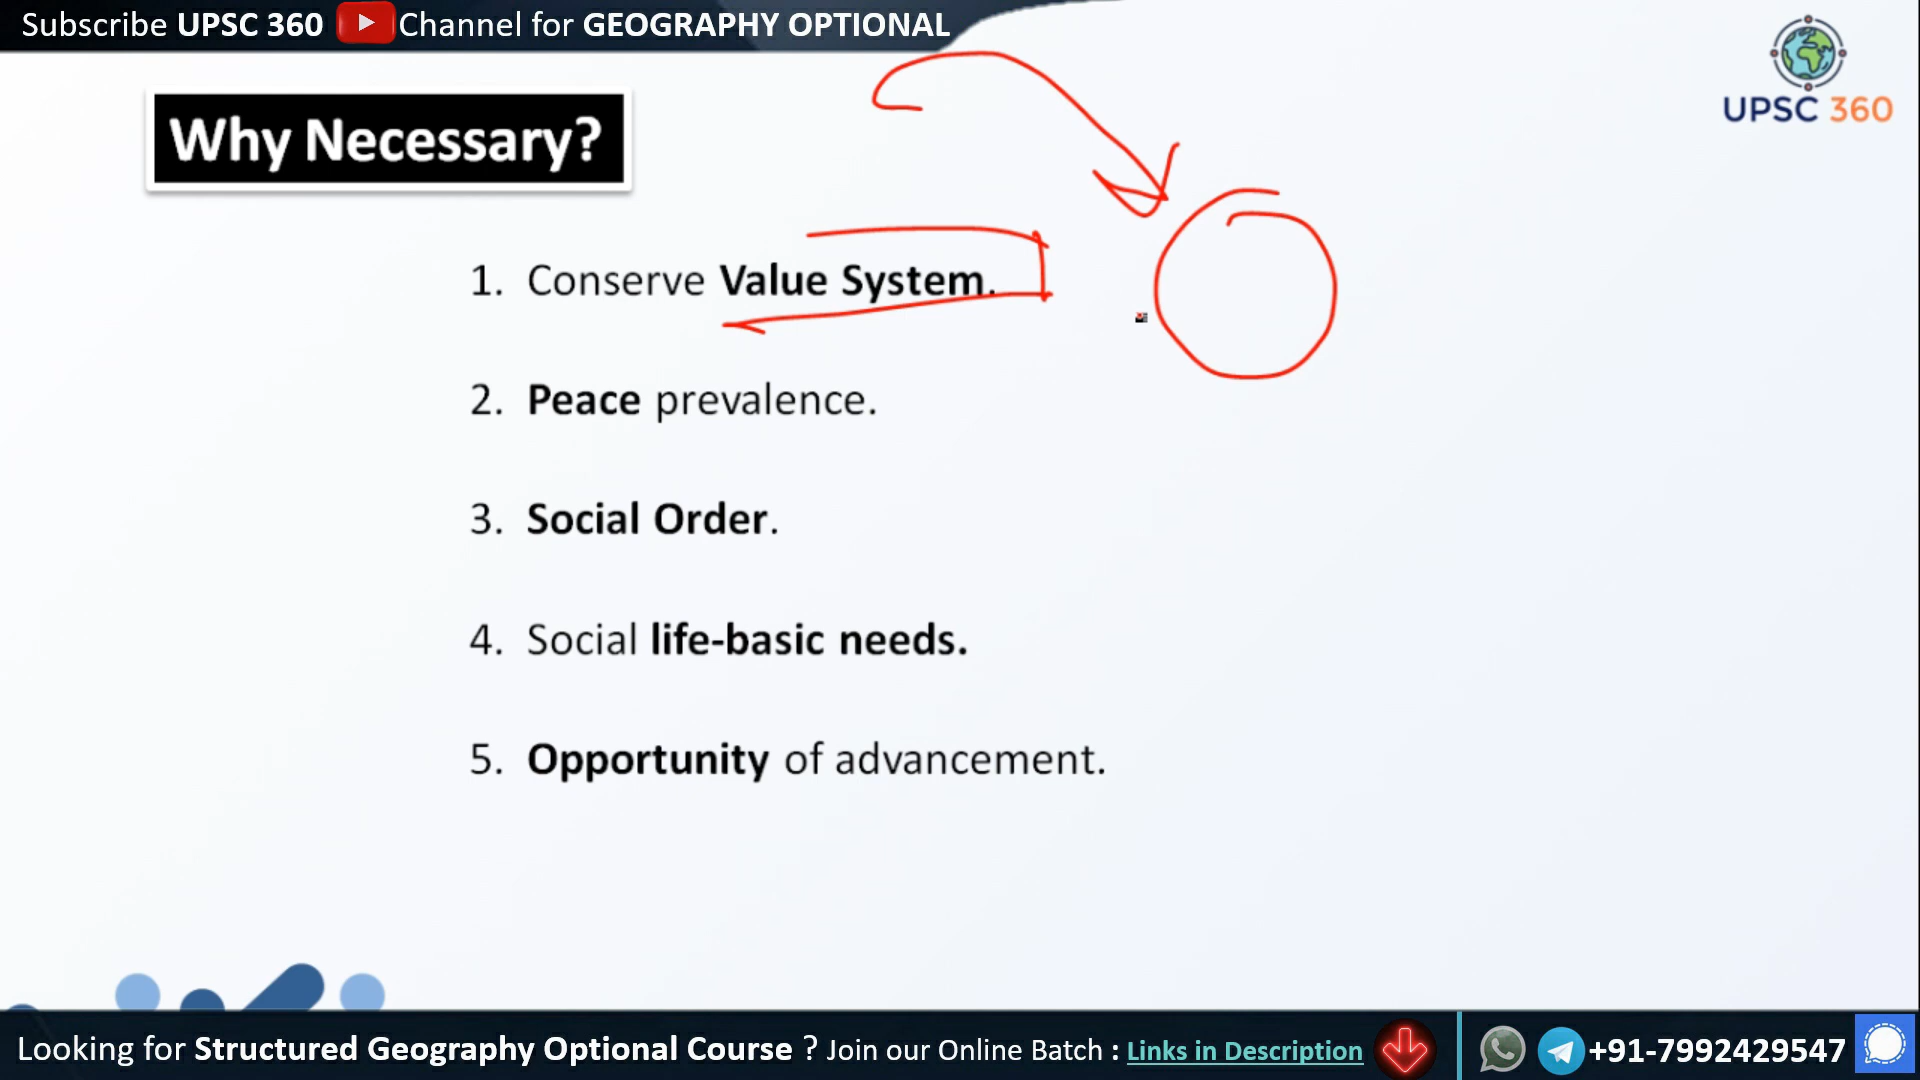 Subscribe UPSC 360 Channel for GEOGRAPHY OPTIONAL
UPSC 360
Why Necessary?
1. Conserve Value System.
2. Peace prevalence.
3. Social Order.
4. Social life-basic needs.
5. Opportunity of advancement.
Looking for Structured Geography Optional Course ? Join our Online Batch : Links in Description +91-7992429547